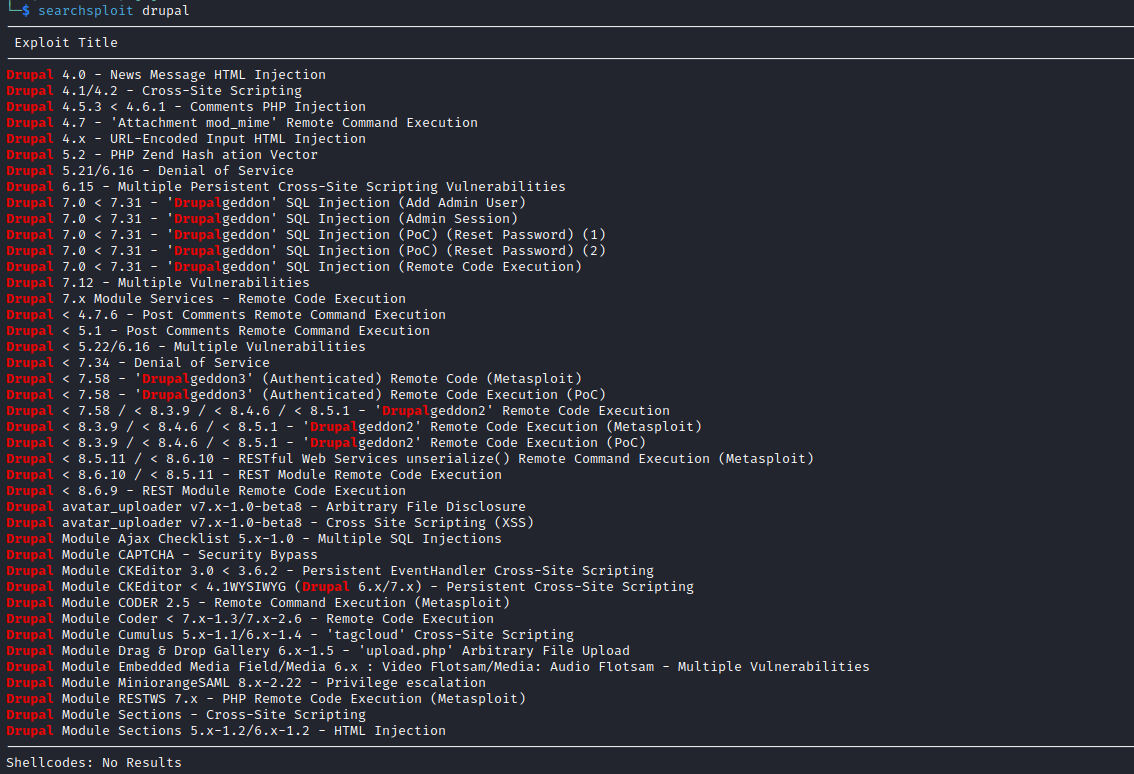 └─$ searchsploit drupal
Exploit Title
Drupal 4.0 - News Message HTML Injection
Drupal 4.1/4.2 - Cross-Site Scripting
Drupal 4.5.3 < 4.6.1 - Comments PHP Injection
Drupal 4.7 - 'Attachment mod_mime' Remote Command Execution
Drupal 4.x - URL-Encoded Input HTML Injection
Drupal 5.2 - PHP Zend Hash ation Vector
Drupal 5.21/6.16 - Denial of Service
Drupal 6.15 - Multiple Persistent Cross-Site Scripting Vulnerabilities
Drupal 7.0 < 7.31 - 'Drupalgeddon' SQL Injection (Add Admin User)
Drupal 7.0 < 7.31 - 'Drupalgeddon' SQL Injection (Admin Session)
Drupal 7.0 < 7.31 - 'Drupalgeddon' SQL Injection (PoC) (Reset Password) (1)
Drupal 7.0 < 7.31 - 'Drupalgeddon' SQL Injection (PoC) (Reset Password) (2)
Drupal 7.0 < 7.31 - 'Drupalgeddon' SQL Injection (Remote Code Execution)
Drupal 7.12 - Multiple Vulnerabilities
Drupal 7.x Module Services - Remote Code Execution
Drupal < 4.7.6 - Post Comments Remote Command Execution
Drupal < 5.1 - Post Comments Remote Command Execution
Drupal < 5.22/6.16 - Multiple Vulnerabilities
Drupal < 7.34 - Denial of Service
Drupal < 7.58 - 'Drupalgeddon3' (Authenticated) Remote Code (Metasploit)
Drupal < 7.58 - 'Drupalgeddon3' (Authenticated) Remote Code Execution (PoC)
Drupal < 7.58 / < 8.3.9 / < 8.4.6 / < 8.5.1 - 'Drupalgeddon2' Remote Code Execution
Drupal < 8.3.9 / < 8.4.6 / < 8.5.1 - 'Drupalgeddon2' Remote Code Execution (Metasploit)
Drupal < 8.3.9 / < 8.4.6 / < 8.5.1 - 'Drupalgeddon2' Remote Code Execution (PoC)
Drupal < 8.5.11 / < 8.6.10 - RESTful Web Services unserialize() Remote Command Execution (Metasploit)
Drupal < 8.6.10 / < 8.5.11 - REST Module Remote Code Execution
Drupal < 8.6.9 - REST Module Remote Code Execution
Drupal avatar_uploader v7.x-1.0-beta8 - Arbitrary File Disclosure
Drupal avatar_uploader v7.x-1.0-beta8 - Cross Site Scripting (XSS)
Drupal Module Ajax Checklist 5.x-1.0 - Multiple SQL Injections
Drupal Module CAPTCHA - Security Bypass
Drupal Module CKEditor 3.0 < 3.6.2 - Persistent EventHandler Cross-Site Scripting
Drupal Module CKEditor < 4.1WYSIWYG (Drupal 6.x/7.x) - Persistent Cross-Site Scripting
Drupal Module CODER 2.5 - Remote Command Execution (Metasploit)
Drupal Module Coder < 7.x-1.3/7.x-2.6 - Remote Code Execution
Drupal Module Cumulus 5.x-1.1/6.x-1.4 - 'tagcloud' Cross-Site Scripting
Drupal Module Drag & Drop Gallery 6.x-1.5 - 'upload.php' Arbitrary File Upload
Drupal Module Embedded Media Field/Media 6.x : Video Flotsam/Media: Audio Flotsam - Multiple Vulnerabilities
Drupal Module MiniorangeSAML 8.x-2.22 - Privilege escalation
Drupal Module RESTWS 7.x - PHP Remote Code Execution (Metasploit)
Drupal Module Sections - Cross-Site Scripting
Drupal Module Sections 5.x-1.2/6.x-1.2 - HTML Injection
Shellcodes: No Results